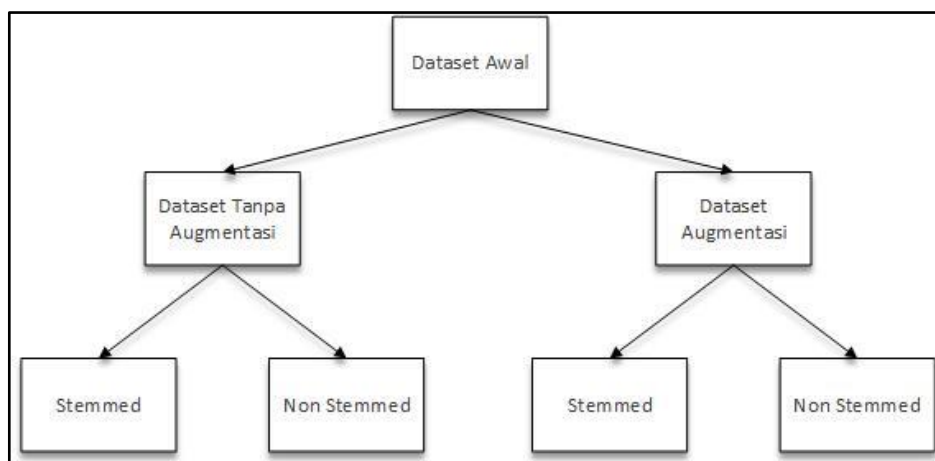 Dataset Awal
Dataset Tanpa
Augmentasi
Dataset
Augmentasi
Stemmed
Non Stemmed
Stemmed
Non Stemmed